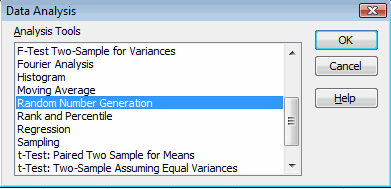 Data Analysis
Analysis Tools
F-Test Two-Sample for Variances
Fourier Analysis
Histogram
Moving Average
Random Number Generation
Rank and Percentile
Regression
Sampling
t-Test: Paired Two Sample for Means
t-Test: Two-Sample Assuming Equal Variances
OK
Cancel
Help